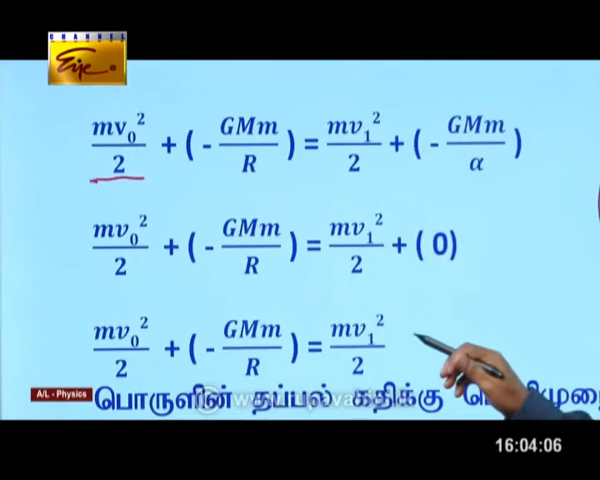 CHANNEL
Eye
mv₀²/2 + ( - GMm/R ) = mv₁²/2 + ( - GMm/α )
mv₀²/2 + ( - GMm/R ) = mv₁²/2 + ( 0)
mv₀²/2 + ( - GMm/R ) = mv₁²/2
A/L - Physics
பொருளின் தப்பல் கதிக்கு
16:04:06